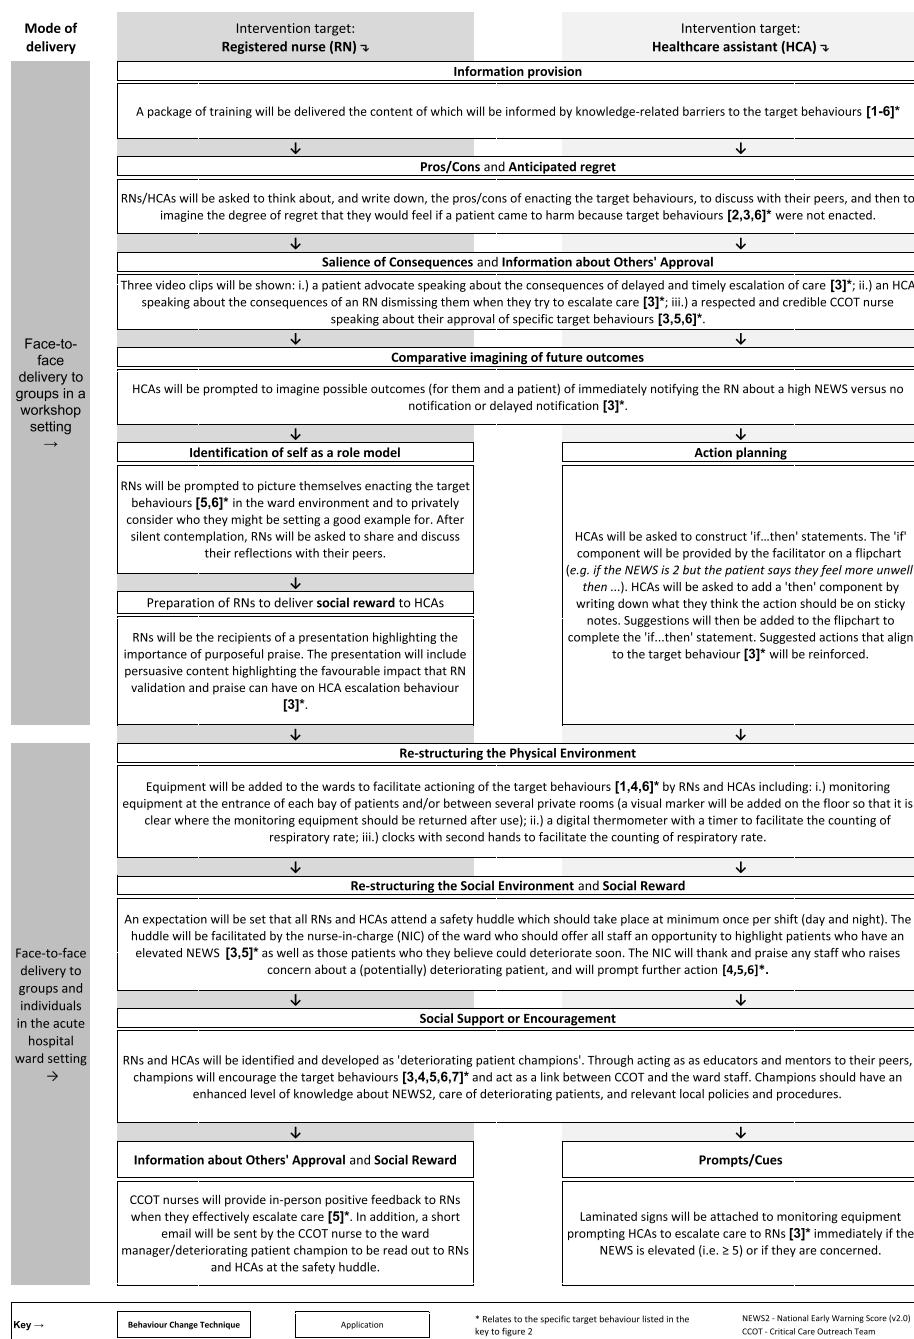 Mode of
delivery
Intervention target:
Registered nurse (RN) ↴
Intervention target:
Healthcare assistant (HCA) ↴
Face-to-
face
delivery to
groups in a
workshop
setting
→
Information provision
A package of training will be delivered the content of which will be informed by knowledge-related barriers to the target behaviours [1-6]*
↓ ↓
Pros/Cons and Anticipated regret
RNs/HCAs will be asked to think about, and write down, the pros/cons of enacting the target behaviours, to discuss with their peers, and then to
imagine the degree of regret that they would feel if a patient came to harm because target behaviours [2,3,6]* were not enacted.
↓ ↓
Salience of Consequences and Information about Others' Approval
Three video clips will be shown: i.) a patient advocate speaking about the consequences of delayed and timely escalation of care [3]*; ii.) an HCA
speaking about the consequences of an RN dismissing them when they try to escalate care [3]*; iii.) a respected and credible CCOT nurse
speaking about their approval of specific target behaviours [3,5,6]*.
↓ ↓
Comparative imagining of future outcomes
HCAs will be prompted to imagine possible outcomes (for them and a patient) of immediately notifying the RN about a high NEWS versus no
notification or delayed notification [3]*.
↓ ↓
Identification of self as a role model
RNs will be prompted to picture themselves enacting the target
behaviours [5,6]* in the ward environment and to privately
consider who they might be setting a good example for. After
silent contemplation, RNs will be asked to share and discuss
their reflections with their peers.
↓
Preparation of RNs to deliver social reward to HCAs
RNs will be the recipients of a presentation highlighting the
importance of purposeful praise. The presentation will include
persuasive content highlighting the favourable impact that RN
validation and praise can have on HCA escalation behaviour
[3]*.
Action planning
HCAs will be asked to construct 'if...then' statements. The 'if'
component will be provided by the facilitator on a flipchart
(e.g. if the NEWS is 2 but the patient says they feel more unwell
then ...). HCAs will be asked to add a 'then' component by
writing down what they think the action should be on sticky
notes. Suggestions will then be added to the flipchart to
complete the 'if...then' statement. Suggested actions that align
to the target behaviour [3]* will be reinforced.
↓ ↓
Face-to-face
delivery to
groups and
individuals
in the acute
hospital
ward setting
→
Re-structuring the Physical Environment
Equipment will be added to the wards to facilitate actioning of the target behaviours [1,4,6]* by RNs and HCAs including: i.) monitoring
equipment at the entrance of each bay of patients and/or between several private rooms (a visual marker will be added on the floor so that it is
clear where the monitoring equipment should be returned after use); ii.) a digital thermometer with a timer to facilitate the counting of
respiratory rate; iii.) clocks with second hands to facilitate the counting of respiratory rate.
↓ ↓
Re-structuring the Social Environment and Social Reward
An expectation will be set that all RNs and HCAs attend a safety huddle which should take place at minimum once per shift (day and night). The
huddle will be facilitated by the nurse-in-charge (NIC) of the ward who should offer all staff an opportunity to highlight patients who have an
elevated NEWS [3,5]* as well as those patients who they believe could deteriorate soon. The NIC will thank and praise any staff who raises
concern about a (potentially) deteriorating patient, and will prompt further action [4,5,6]*.
↓ ↓
Social Support or Encouragement
RNs and HCAs will be identified and developed as 'deteriorating patient champions'. Through acting as as educators and mentors to their peers,
champions will encourage the target behaviours [3,4,5,6,7]* and act as a link between CCOT and the ward staff. Champions should have an
enhanced level of knowledge about NEWS2, care of deteriorating patients, and relevant local policies and procedures.
↓ ↓
Information about Others' Approval and Social Reward
CCOT nurses will provide in-person positive feedback to RNs
when they effectively escalate care [5]*. In addition, a short
email will be sent by the CCOT nurse to the ward
manager/deteriorating patient champion to be read out to RNs
and HCAs at the safety huddle.
Prompts/Cues
Laminated signs will be attached to monitoring equipment
prompting HCAs to escalate care to RNs [3]* immediately if the
NEWS is elevated (i.e. ≥ 5) or if they are concerned.
Key →
Behaviour Change Technique
Application
* Relates to the specific target behaviour listed in the
key to figure 2
NEWS2 - National Early Warning Score (v2.0)
CCOT - Critical Care Outreach Team